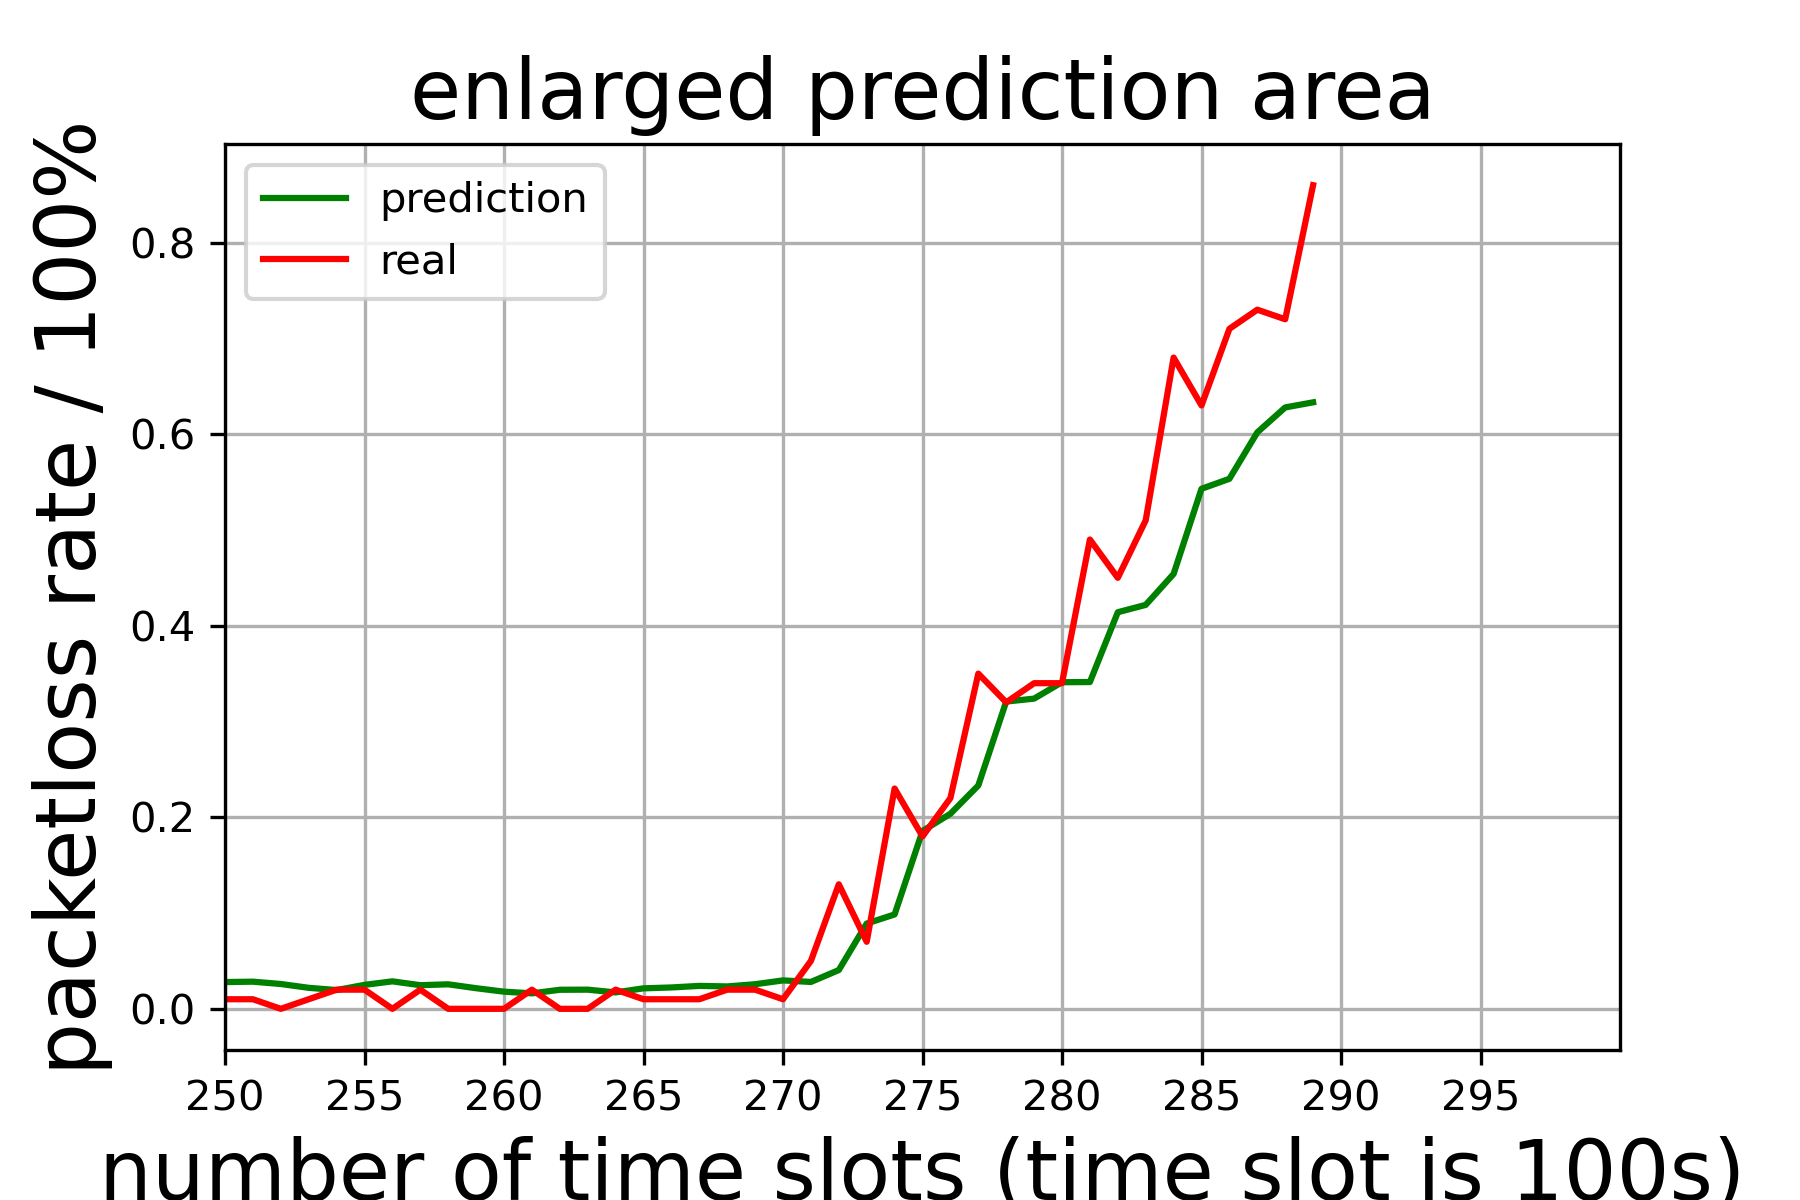 enlarged prediction area
packetloss rate / 100%
prediction
real
0.8
0.6
0.4
0.2
0.0
250 255 260 265 270 275 280 285 290 295
number of time slots (time slot is 100s)